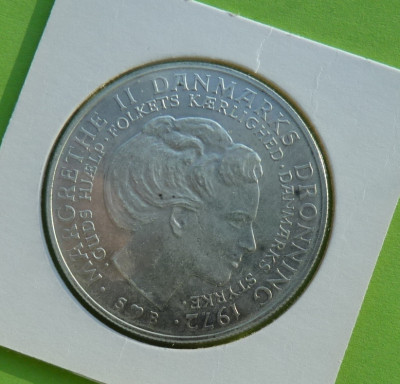 MARGRETHE II · DANMARKS DRONNING 1972 ·
· GUDS HJÆLP · FOLKETS KÆRLIGHED · DANMARKS STYRKE ·
S♥B